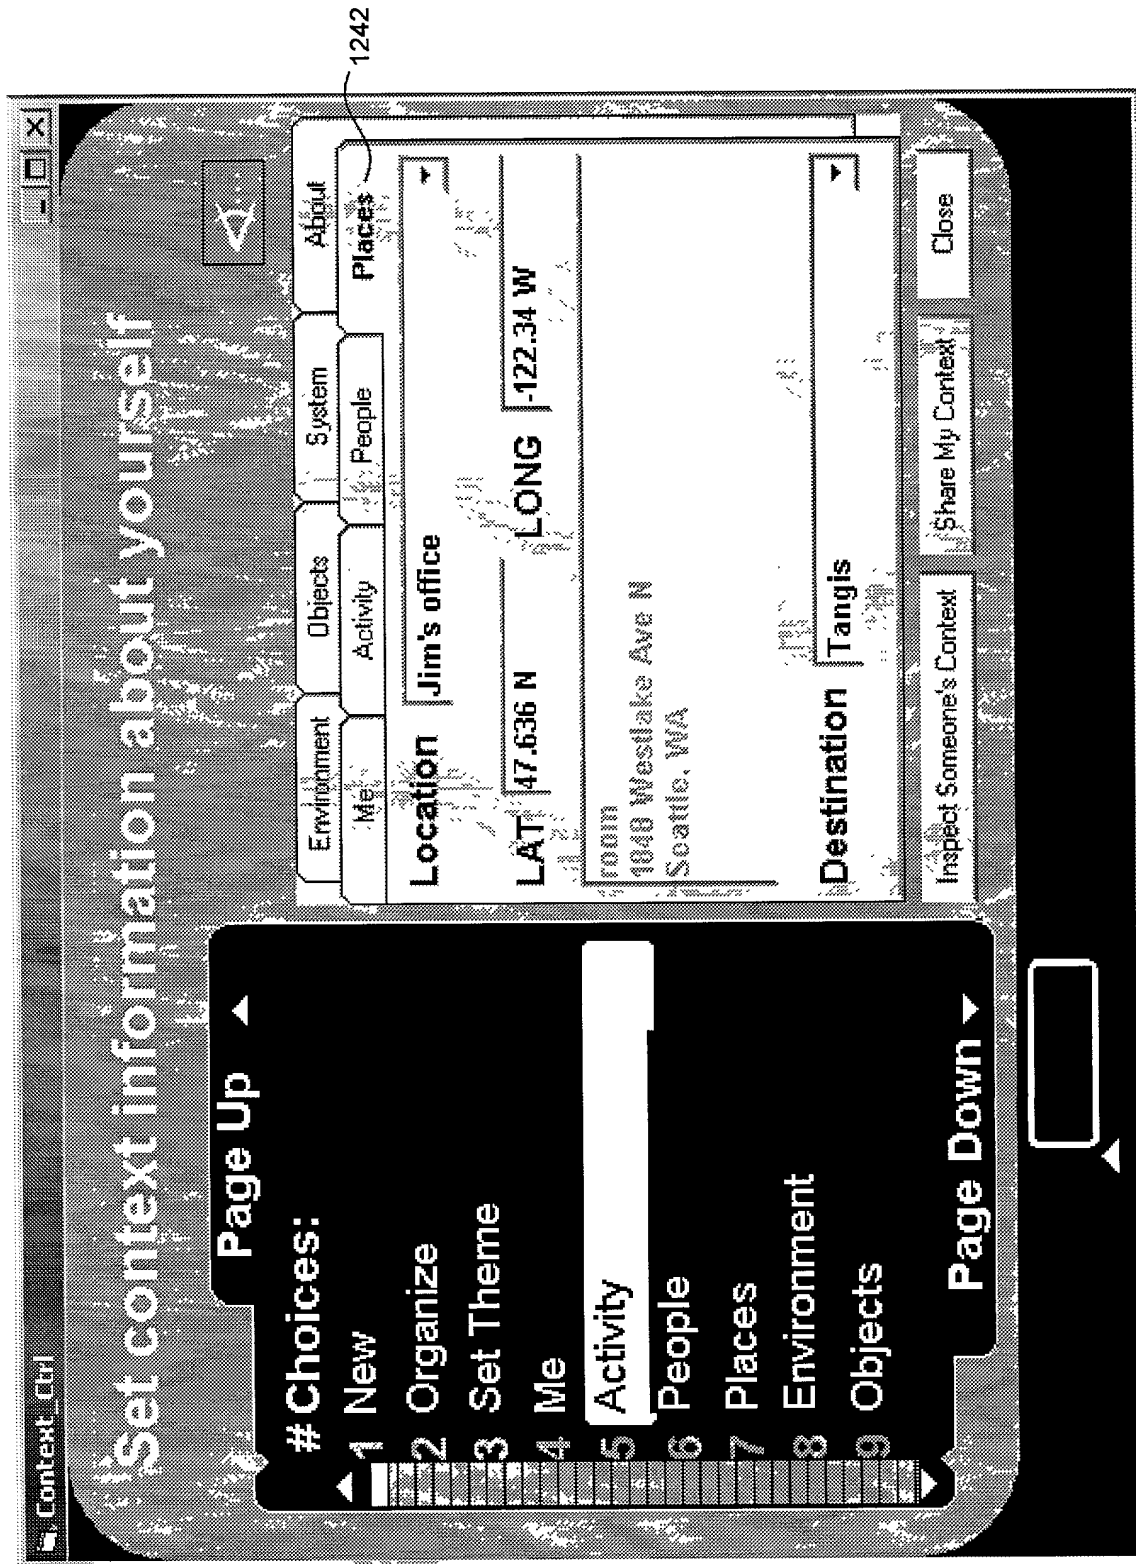 Context_Ctrl
Set context information about yourself
Page Up
# Choices:
1 New
2 Organize
3 Set Theme
4 Me
5 Activity
6 People
7 Places
8 Environment
9 Objects
Page Down
Environment Objects System About
Me Activity People Places
1242
Location Jim's office
LAT 47.636 N LONG -122.34 W
room
1840 Westlake Ave N
Seattle, WA
Destination Tangis
Inspect Someone's Context Share My Context Close